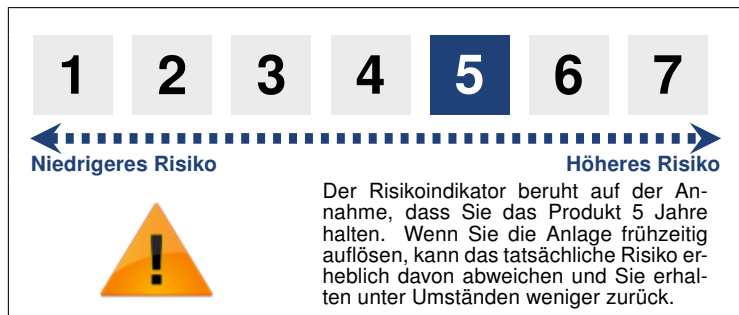 1 2 3 4 5 6 7
Niedrigeres Risiko Höheres Risiko
Der Risikoindikator beruht auf der An-
nahme, dass Sie das Produkt 5 Jahre
halten. Wenn Sie die Anlage frühzeitig
auflösen, kann das tatsächliche Risiko er-
heblich davon abweichen und Sie erhal-
ten unter Umständen weniger zurück.